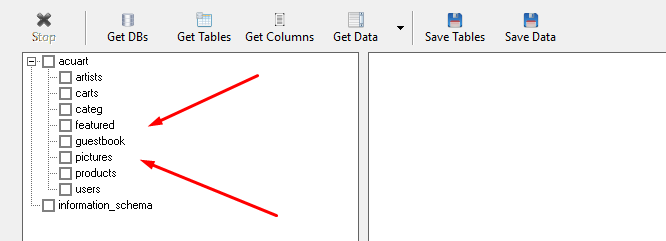 Stop Get DBs Get Tables Get Columns Get Data Save Tables Save Data
acuart
artists
carts
categ
featured
guestbook
pictures
products
users
information_schema